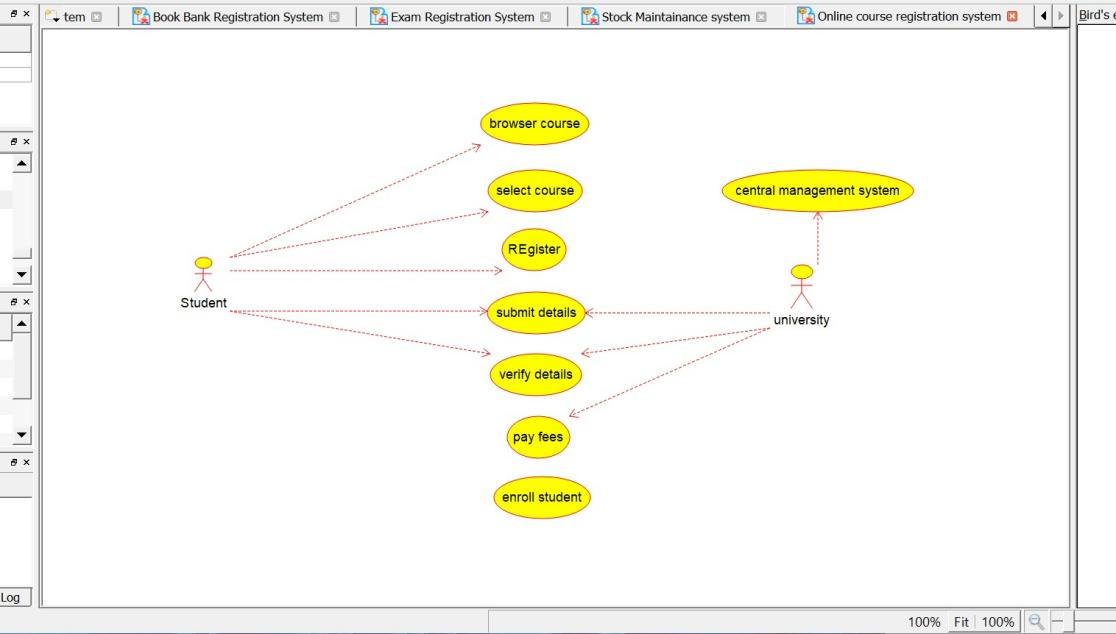 tem
Book Bank Registration System
Exam Registration System
Stock Maintainance system
Online course registration system
Bird's e
browser course
select course
central management system
REgister
Student
submit details
university
verify details
pay fees
enroll student
Log
100%
Fit
100%